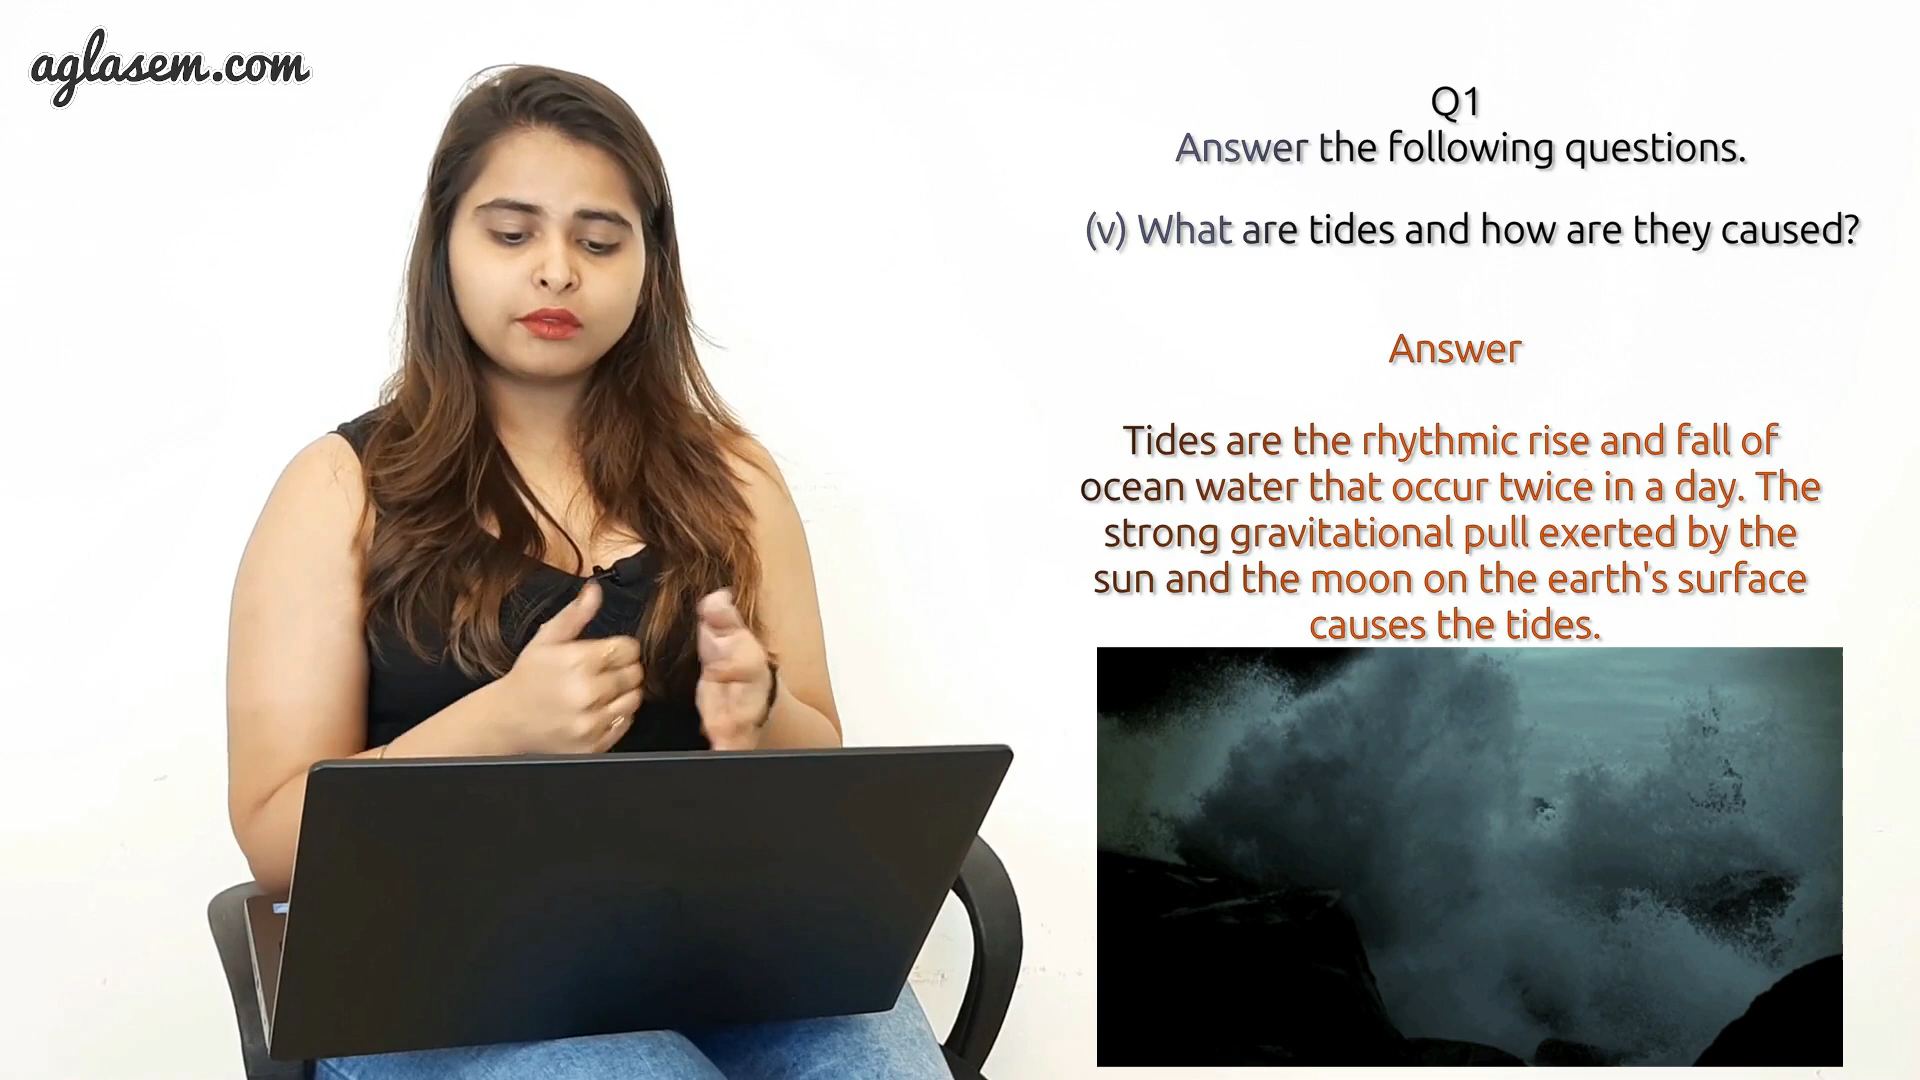 aglasem.com
Q1
Answer the following questions.
(v) What are tides and how are they caused?
Answer
Tides are the rhythmic rise and fall of
ocean water that occur twice in a day. The
strong gravitational pull exerted by the
sun and the moon on the earth's surface
causes the tides.